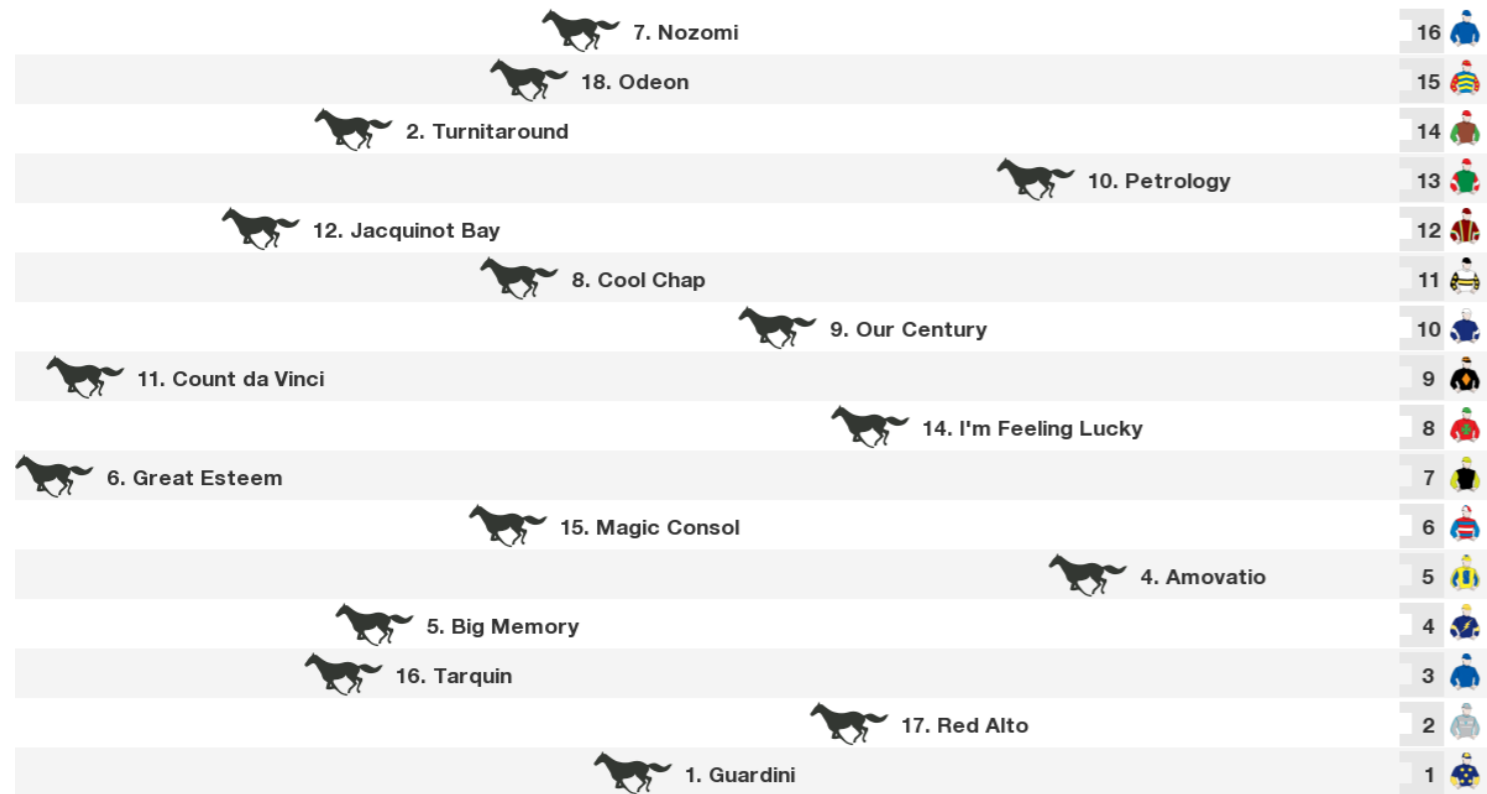 7. Nozomi 16
18. Odeon 15
2. Turnitaround 14
10. Petrology 13
12. Jacquinot Bay 12
8. Cool Chap 11
9. Our Century 10
11. Count da Vinci 9
14. I'm Feeling Lucky 8
6. Great Esteem 7
15. Magic Consol 6
4. Amovatio 5
5. Big Memory 4
16. Tarquin 3
17. Red Alto 2
1. Guardini 1